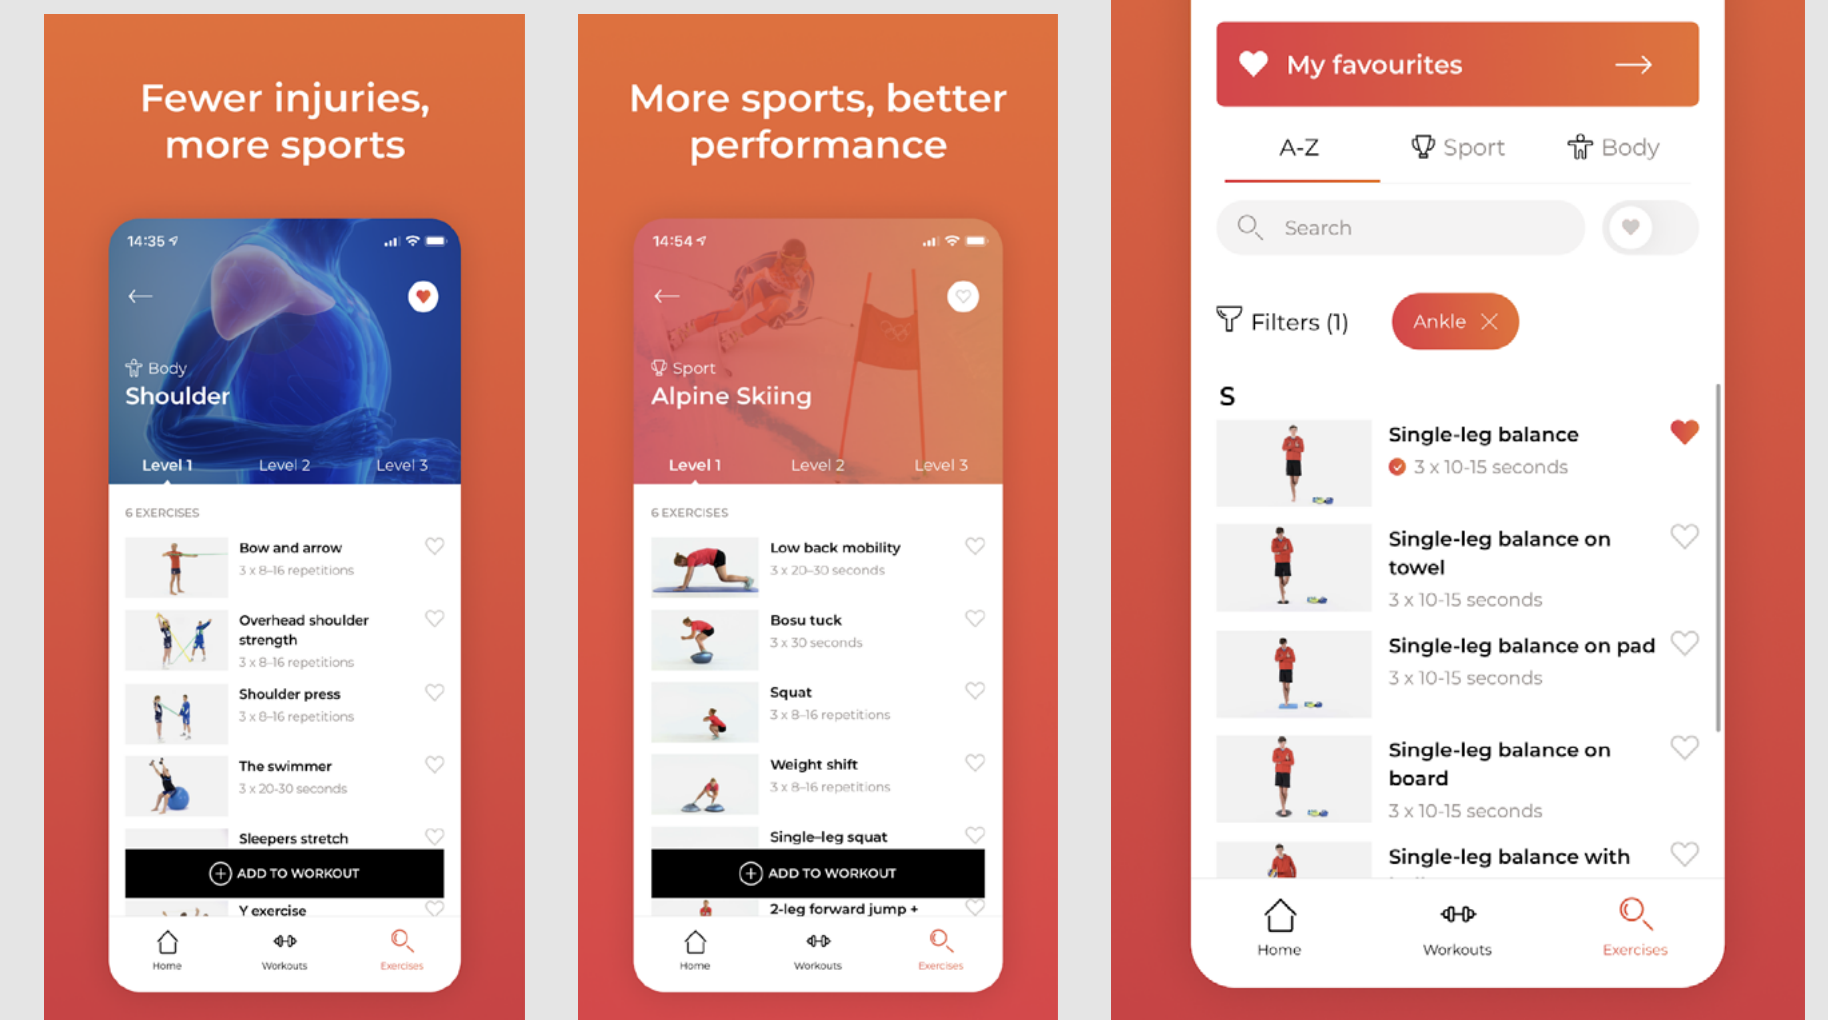 Fewer injuries,
more sports
14:35
Body
Shoulder
Level 1
Level 2
Level 3
6 EXERCISES
Bow and arrow
3 x 8-16 repetitions
Overhead shoulder
strength
3 x 8-16 repetitions
Shoulder press
3 x 8-16 repetitions
The swimmer
3 x 20-30 seconds
Sleepers stretch
ADD TO WORKOUT
Y exercise
Home
Workouts
Exercises
More sports, better
performance
14:54
Sport
Alpine Skiing
Level 1
Level 2
Level 3
6 EXERCISES
Low back mobility
3 x 20–30 seconds
Bosu tuck
3 x 30 seconds
Squat
3 x 8–16 repetitions
Weight shift
3 x 8–16 repetitions
Single–leg squat
ADD TO WORKOUT
2-leg forward jump +
Home
Workouts
Exercises
My favourites
A-Z
Sport
Body
Search
Filters (1)
Ankle
S
Single-leg balance
3 x 10-15 seconds
Single-leg balance on
towel
3 x 10-15 seconds
Single-leg balance on pad
3 x 10-15 seconds
Single-leg balance on
board
3 x 10-15 seconds
Single-leg balance with
Home
Workouts
Exercises